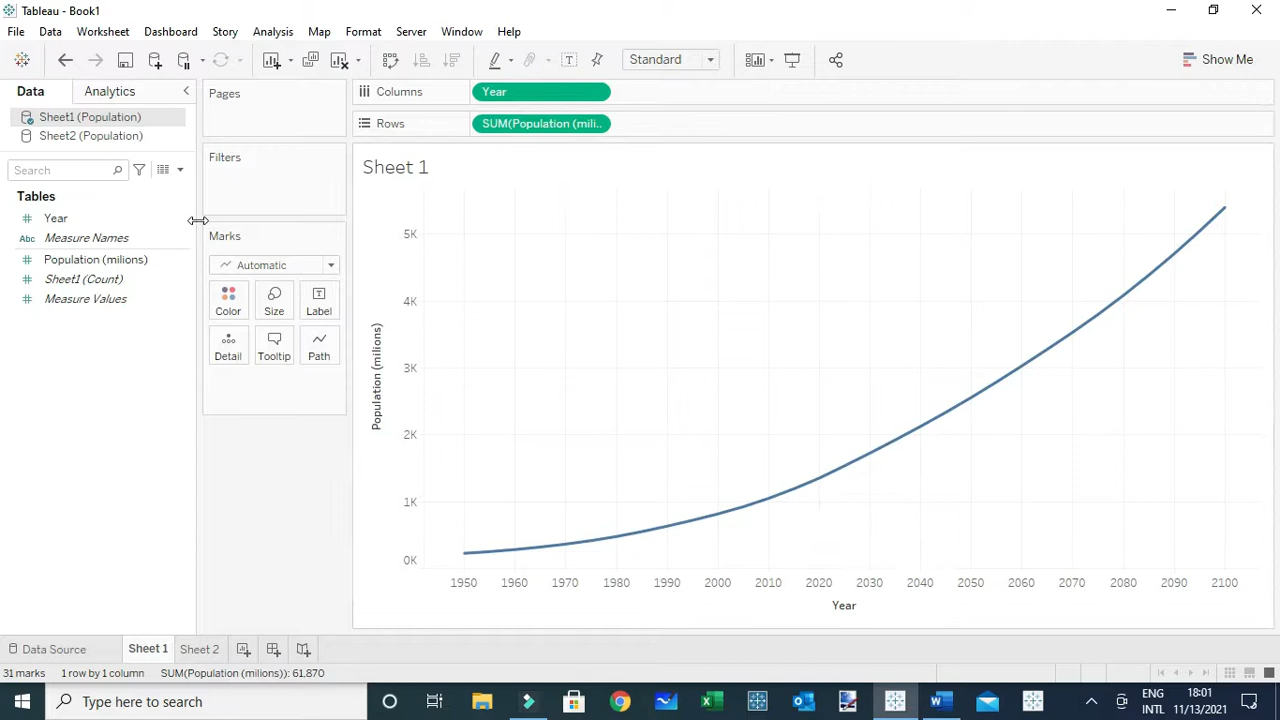 Tableau - Book1
File Data Worksheet Dashboard Story Analysis Map Format Server Window Help
Standard
Show Me
Data Analytics
Pages
Columns
Year
Sheet1 (Population)
Rows
SUM(Population (mili..
Sheet2 (Population)
Filters
Sheet 1
Search
Tables
Year
Measure Names
Population (milions)
Sheet1 (Count)
Measure Values
Marks
Automatic
Color Size Label
Detail Tooltip Path
Population (milions)
5K
4K
3K
2K
1K
0K
1950 1960 1970 1980 1990 2000 2010 2020 2030 2040 2050 2060 2070 2080 2090 2100
Year
Data Source Sheet 1 Sheet 2
31 marks 1 row by 1 column SUM(Population (milions)): 61,870
Type here to search
ENG
INTL
18:01
11/13/2021